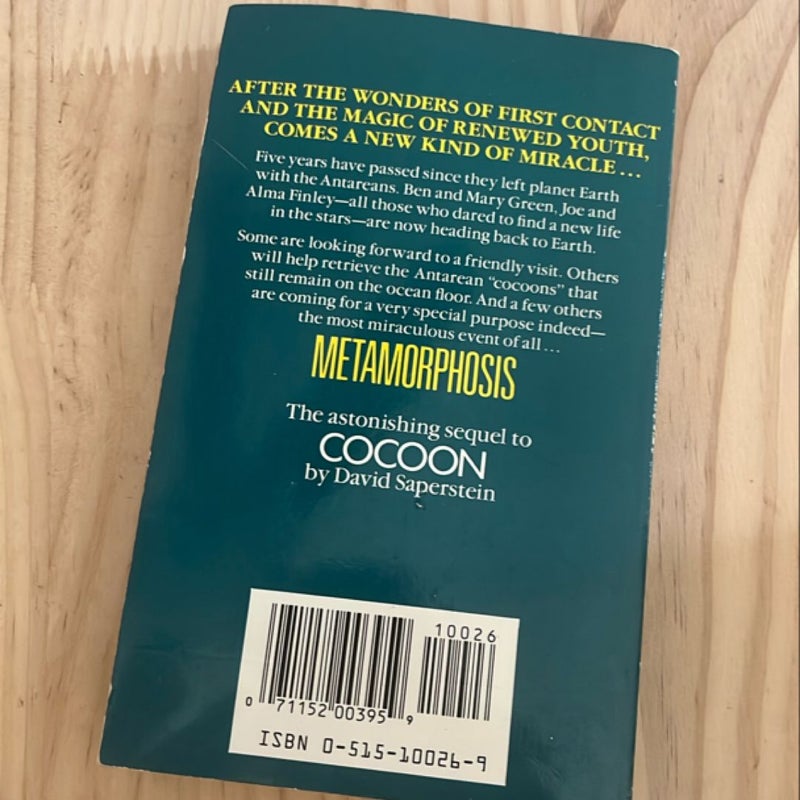 AFTER THE WONDERS OF FIRST CONTACT
AND THE MAGIC OF RENEWED YOUTH,
COMES A NEW KIND OF MIRACLE...
Five years have passed since they left planet Earth
with the Antareans. Ben and Mary Green, Joe and
Alma Finley—all those who dared to find a new life
in the stars—are now heading back to Earth.
Some are looking forward to a friendly visit. Others
will help retrieve the Antarean "cocoons" that
still remain on the ocean floor. And a few others
are coming for a very special purpose indeed—
the most miraculous event of all...
METAMORPHOSIS
The astonishing sequel to
COCOON
by David Saperstein
10026
0 71152 00395 9
ISBN 0-515-10026-9